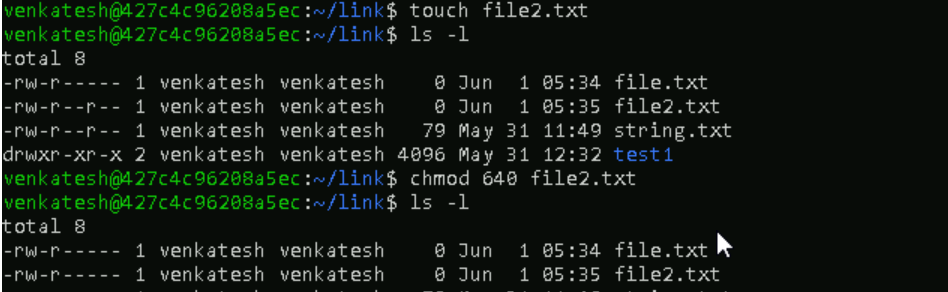 venkatesh@427c4c96208a5ec:~/link$ touch file2.txt
venkatesh@427c4c96208a5ec:~/link$ ls -l
total 8
-rw-r----- 1 venkatesh venkatesh    0 Jun  1 05:34 file.txt
-rw-r--r-- 1 venkatesh venkatesh    0 Jun  1 05:35 file2.txt
-rw-r--r-- 1 venkatesh venkatesh   79 May 31 11:49 string.txt
drwxr-xr-x 2 venkatesh venkatesh 4096 May 31 12:32 test1
venkatesh@427c4c96208a5ec:~/link$ chmod 640 file2.txt
venkatesh@427c4c96208a5ec:~/link$ ls -l
total 8
-rw-r----- 1 venkatesh venkatesh    0 Jun  1 05:34 file.txt
-rw-r----- 1 venkatesh venkatesh    0 Jun  1 05:35 file2.txt